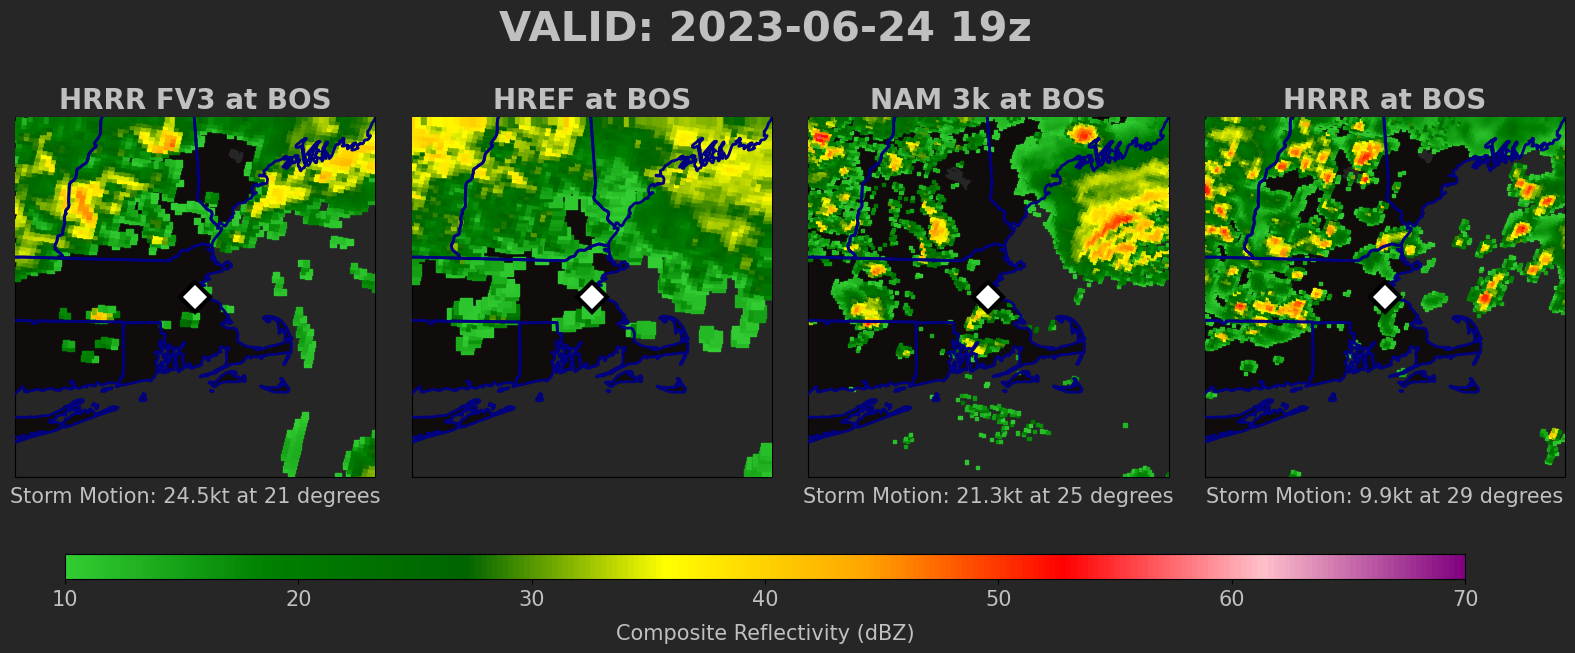 VALID: 2023-06-24 19z
HRRR FV3 at BOS
HREF at BOS
NAM 3k at BOS
HRRR at BOS
Storm Motion: 24.5kt at 21 degrees
Storm Motion: 21.3kt at 25 degrees
Storm Motion: 9.9kt at 29 degrees
10 20 30 40 50 60 70
Composite Reflectivity (dBZ)